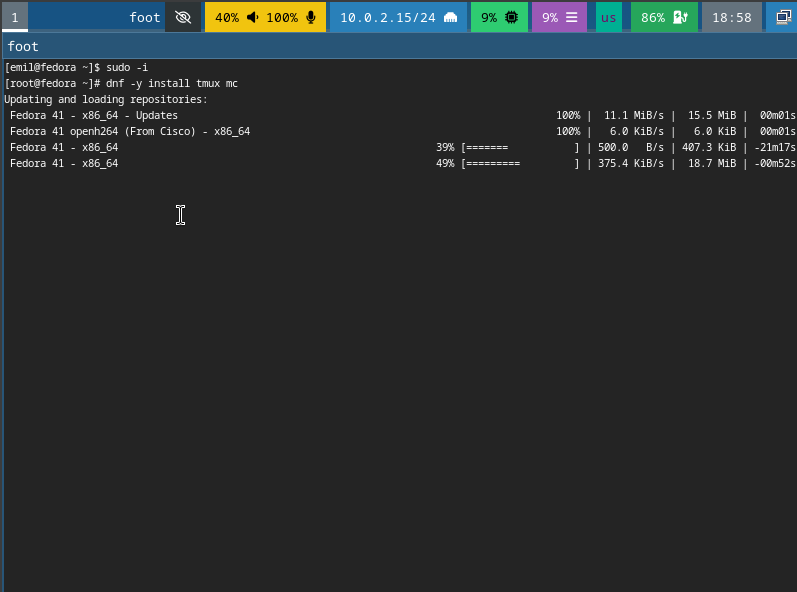 1 foot 40% 100% 10.0.2.15/24 9% 9% us 86% 18:58
foot
[emil@fedora ~]$ sudo -i
[root@fedora ~]# dnf -y install tmux mc
Updating and loading repositories:
Fedora 41 - x86_64 - Updates 100% | 11.1 MiB/s | 15.5 MiB | 00m01s
Fedora 41 openh264 (From Cisco) - x86_64 100% | 6.0 KiB/s | 6.0 KiB | 00m01s
Fedora 41 - x86_64 39% [======= ] | 500.0 B/s | 407.3 KiB | -21m17s
Fedora 41 - x86_64 49% [========= ] | 375.4 KiB/s | 18.7 MiB | -00m52s